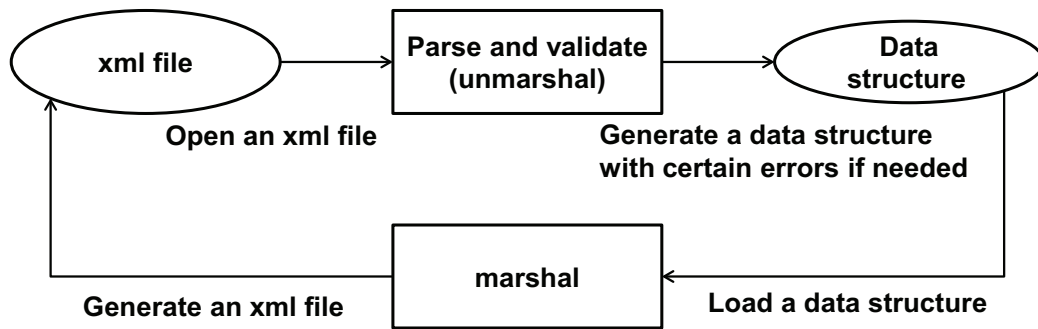 xml file
Parse and validate
(unmarshal)
Data
structure
Open an xml file
Generate a data structure
with certain errors if needed
marshal
Generate an xml file
Load a data structure